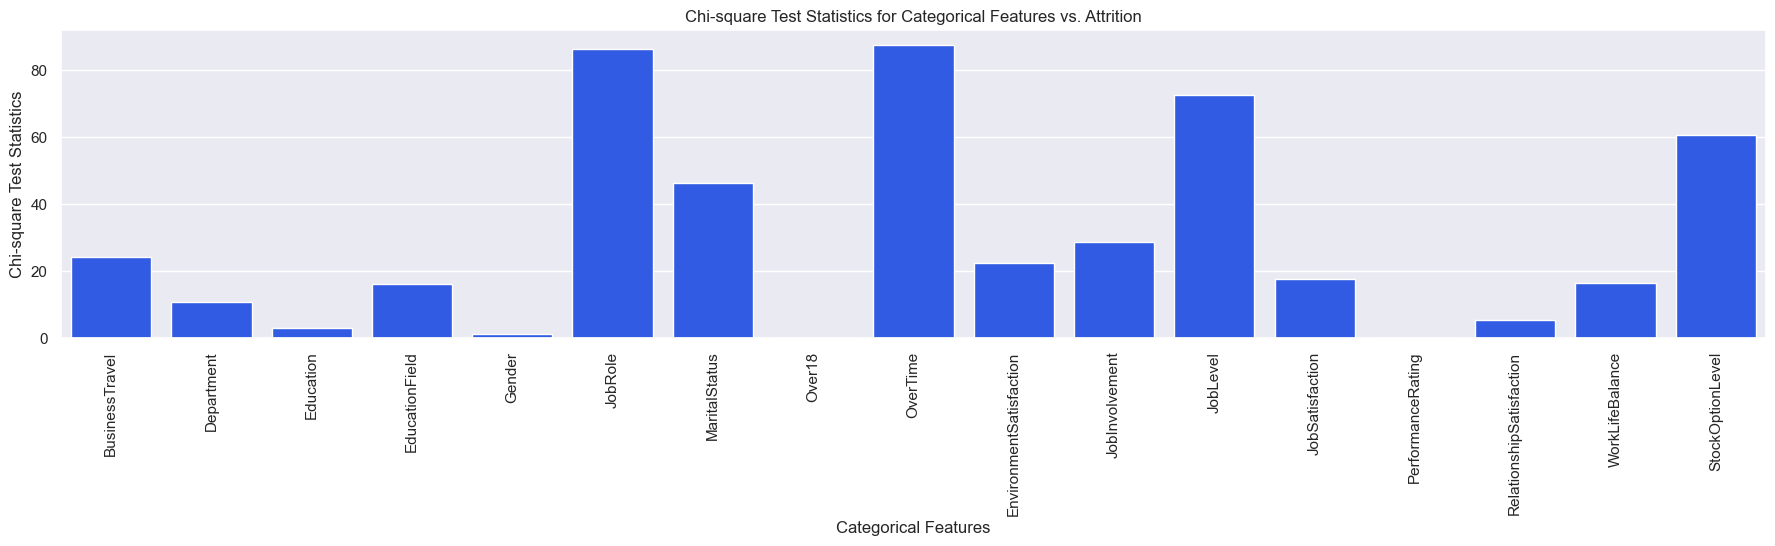 Chi-square Test Statistics for Categorical Features vs. Attrition
Chi-square Test Statistics
80
60
40
20
0
BusinessTravel
Department
Education
EducationField
Gender
JobRole
MaritalStatus
Over18
OverTime
EnvironmentSatisfaction
JobInvolvement
JobLevel
JobSatisfaction
PerformanceRating
RelationshipSatisfaction
WorkLifeBalance
StockOptionLevel
Categorical Features